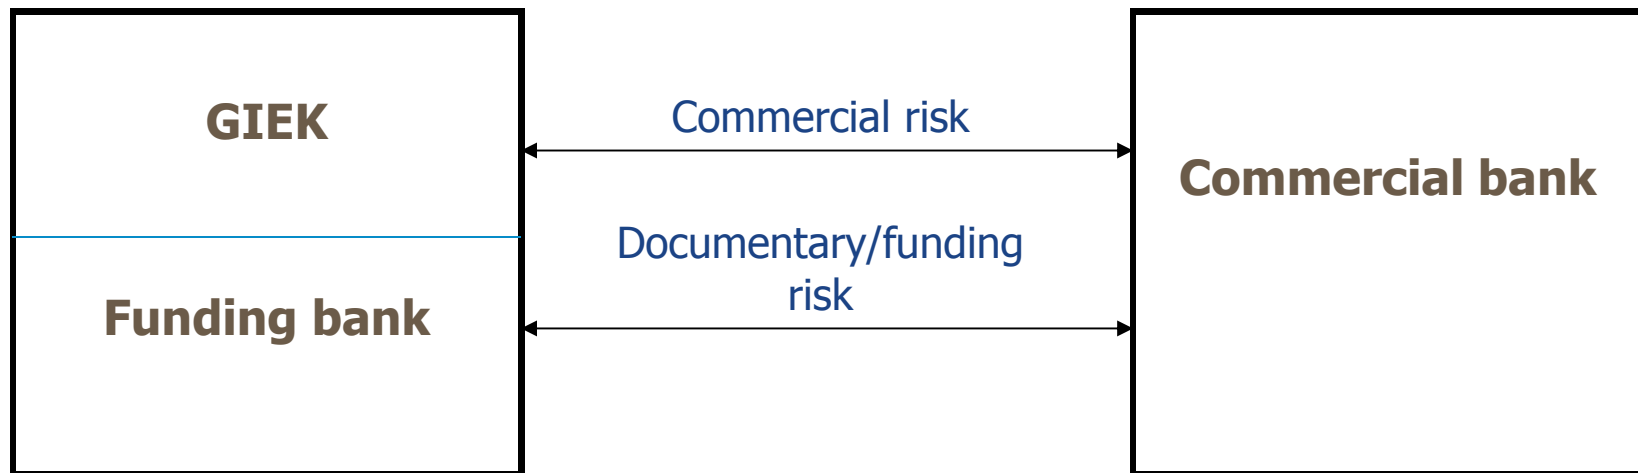 GIEK
Commercial risk
Commercial bank
Documentary/funding
risk
Funding bank